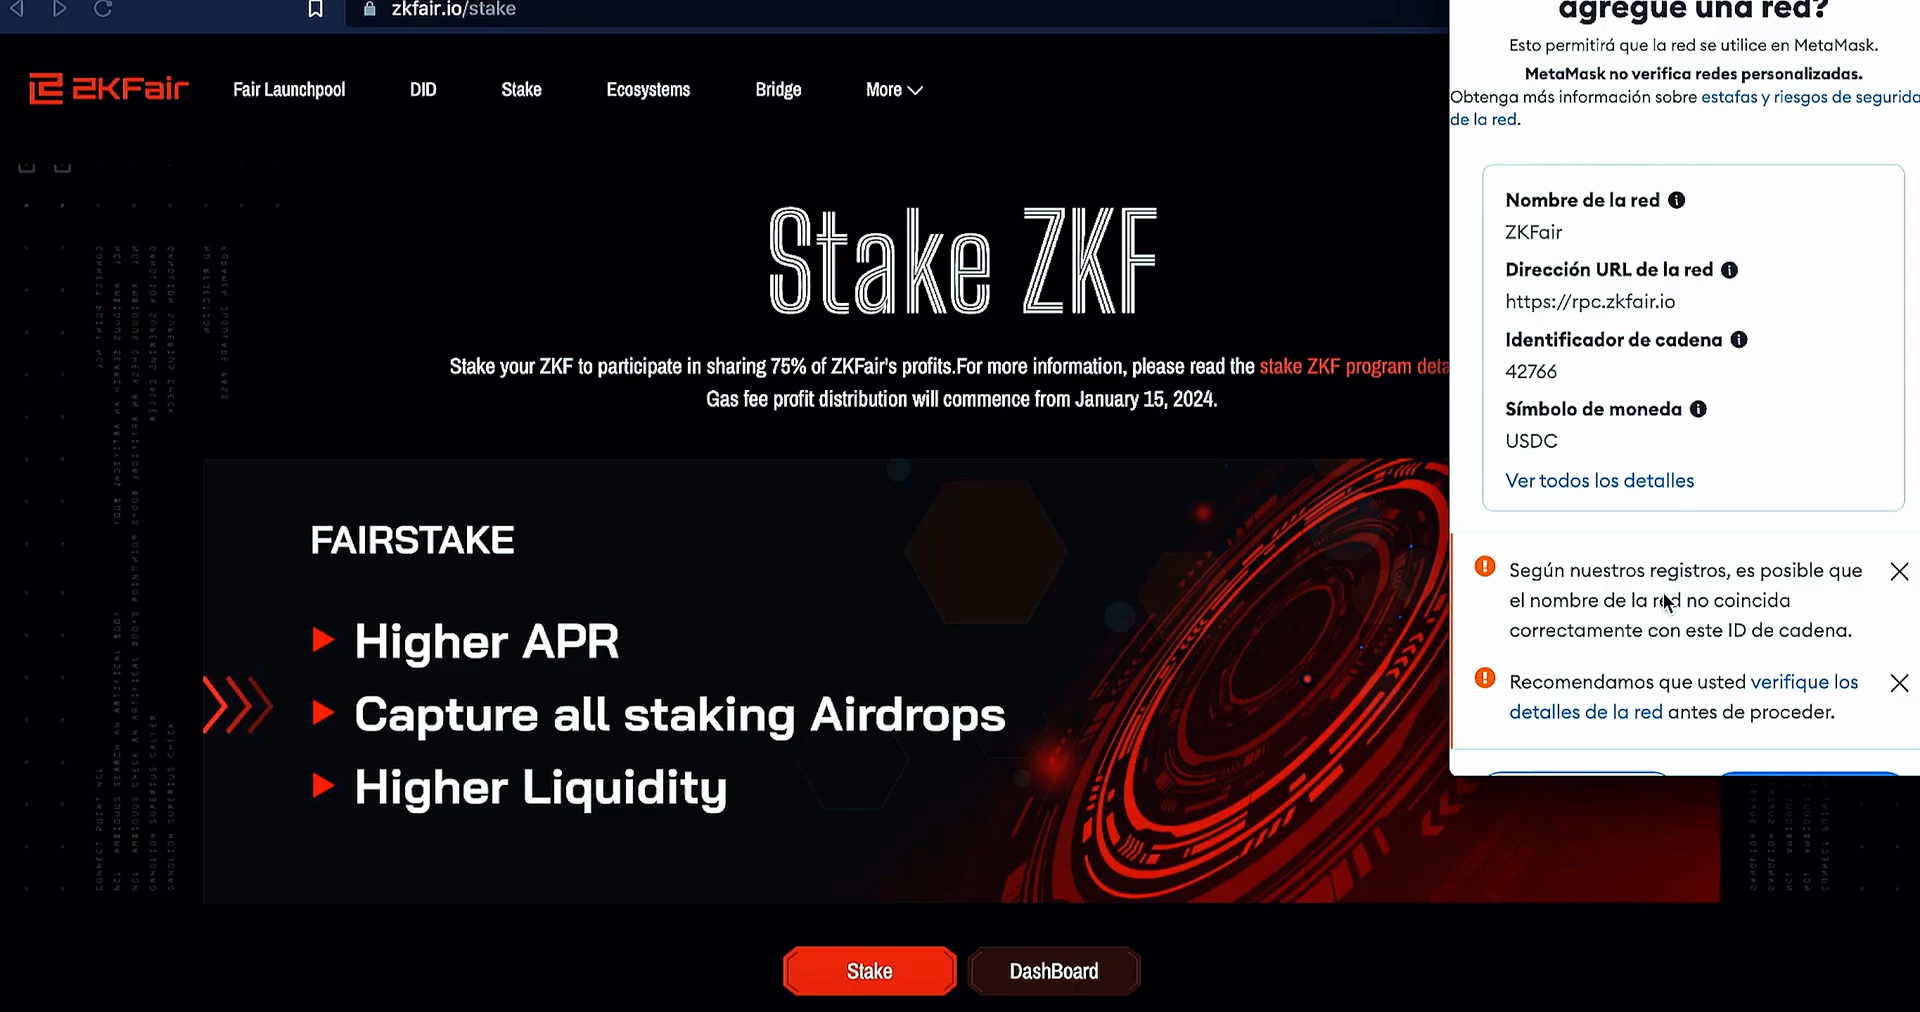 zkfair.io/stake
ZKFair
Fair Launchpool
DID
Stake
Ecosystems
Bridge
More
Stake ZKF
Stake your ZKF to participate in sharing 75% of ZKFair's profits.For more information, please read the stake ZKF program
Gas fee profit distribution will commence from January 15, 2024.
FAIRSTAKE
Higher APR
Capture all staking Airdrops
Higher Liquidity
Stake
DashBoard
agregue una red?
Esto permitirá que la red se utilice en MetaMask.
MetaMask no verifica redes personalizadas.
Obtenga más información sobre estafas y riesgos de segurida
de la red.
Nombre de la red
ZKFair
Dirección URL de la red
https://rpc.zkfair.io
Identificador de cadena
42766
Símbolo de moneda
USDC
Ver todos los detalles
Según nuestros registros, es posible que
el nombre de la red no coincida
correctamente con este ID de cadena.
Recomendamos que usted verifique los
detalles de la red antes de proceder.